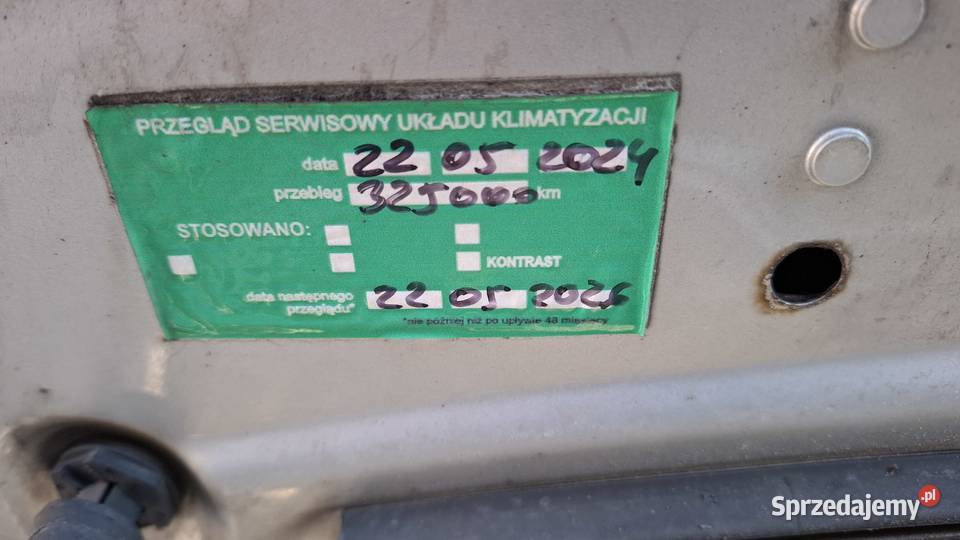 PRZEGLĄD SERWISOWY UKŁADU KLIMATYZACJI
data 22 05 2024
przebieg 325000 km
STOSOWANO:
KONTRAST
data następnego przeglądu* 22 05 2026
*nie później niż po upływie 48 miesięcy
Sprzedajemy.pl